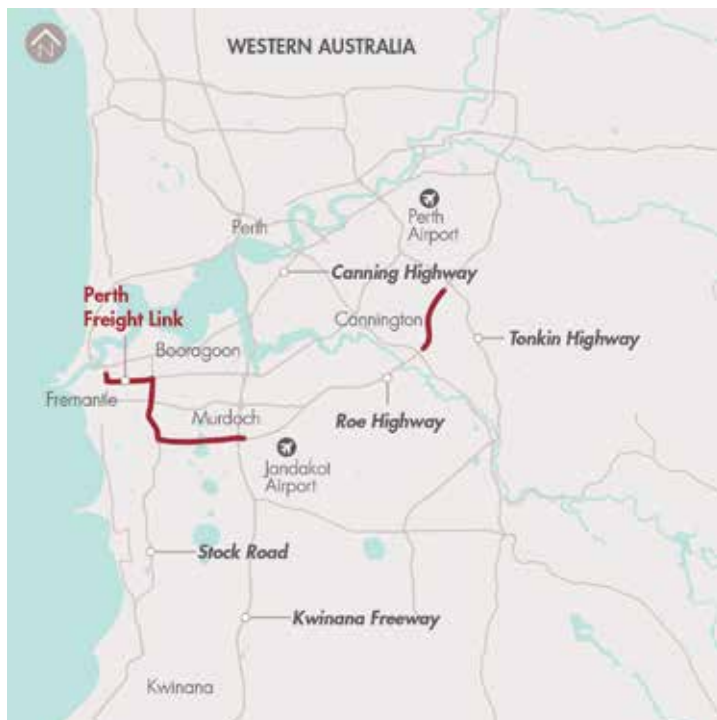 N
WESTERN AUSTRALIA
Perth
Airport
Perth
Canning Highway
Perth
Freight Link
Cannington
Tonkin Highway
Booragoon
Fremantle
Murdoch
Roe Highway
Jandakot
Airport
Stock Road
Kwinana Freeway
Kwinana